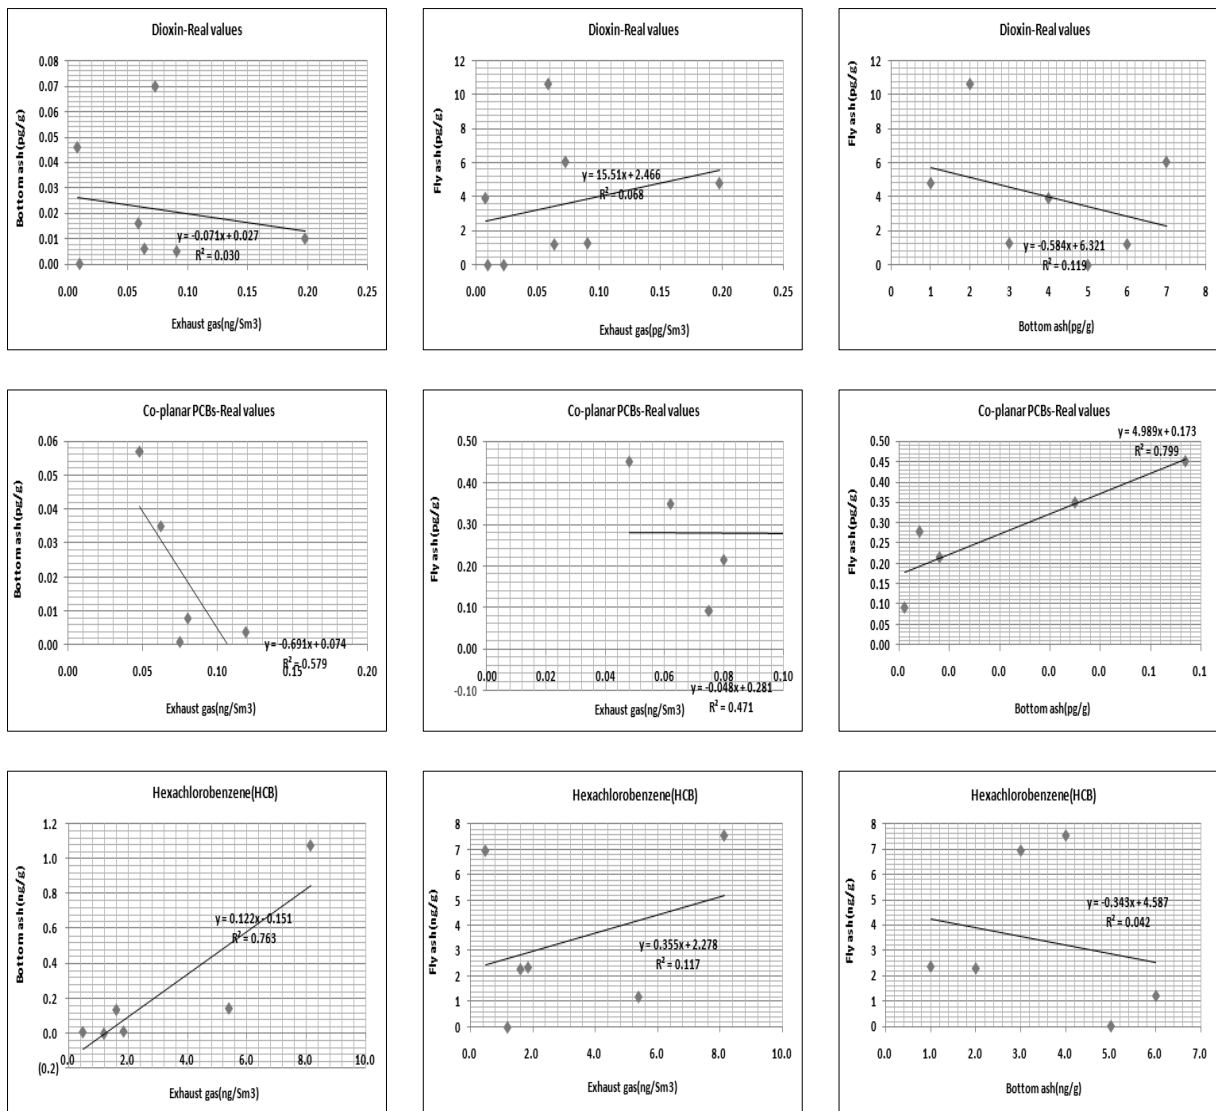 Dioxin-Real values
Bottom ash(pg/g)
0.08
0.07
0.06
0.05
0.04
0.03
0.02
0.01
0.00
y = -0.071x + 0.027
R² = 0.030
0.00 0.05 0.10 0.15 0.20 0.25
Exhaust gas(ng/Sm3)
Dioxin-Real values
Fly ash(pg/g)
12
10
8
6
4
2
0
y = 15.51x + 2.466
R² = 0.068
0.00 0.05 0.10 0.15 0.20 0.25
Exhaust gas(pg/Sm3)
Dioxin-Real values
Fly ash(pg/g)
12
10
8
6
4
2
0
y = -0.584x + 6.321
R² = 0.119
0 1 2 3 4 5 6 7 8
Bottom ash(pg/g)
Co-planar PCBs-Real values
Bottom ash(pg/g)
0.06
0.05
0.04
0.03
0.02
0.01
0.00
y = -0.691x + 0.074
R² = 0.579
0.00 0.05 0.10 0.15 0.20
Exhaust gas(ng/Sm3)
Co-planar PCBs-Real values
Fly ash(pg/g)
0.50
0.40
0.30
0.20
0.10
0.00
-0.10
0.00 0.02 0.04 0.06 0.08 0.10
y = -0.048x + 0.281
R² = 0.471
Exhaust gas(ng/Sm3)
Co-planar PCBs-Real values
y = 4.989x + 0.173
R² = 0.799
Fly ash(pg/g)
0.50
0.45
0.40
0.35
0.30
0.25
0.20
0.15
0.10
0.05
0.00
0.0 0.0 0.0 0.0 0.0 0.1 0.1
Bottom ash(pg/g)
Hexachlorobenzene(HCB)
Bottom ash(ng/g)
1.2
1.0
0.8
0.6
0.4
0.2
0.0
(0.2)
y = 0.122x - 0.151
R² = 0.763
0.0 2.0 4.0 6.0 8.0 10.0
Exhaust gas(ng/Sm3)
Hexachlorobenzene(HCB)
Fly ash(ng/g)
8
7
6
5
4
3
2
1
0
y = 0.355x + 2.278
R² = 0.117
0.0 2.0 4.0 6.0 8.0 10.0
Exhaust gas(ng/Sm3)
Hexachlorobenzene(HCB)
Fly ash(ng/g)
8
7
6
5
4
3
2
1
0
y = -0.343x + 4.587
R² = 0.042
0.0 1.0 2.0 3.0 4.0 5.0 6.0 7.0
Bottom ash(ng/g)